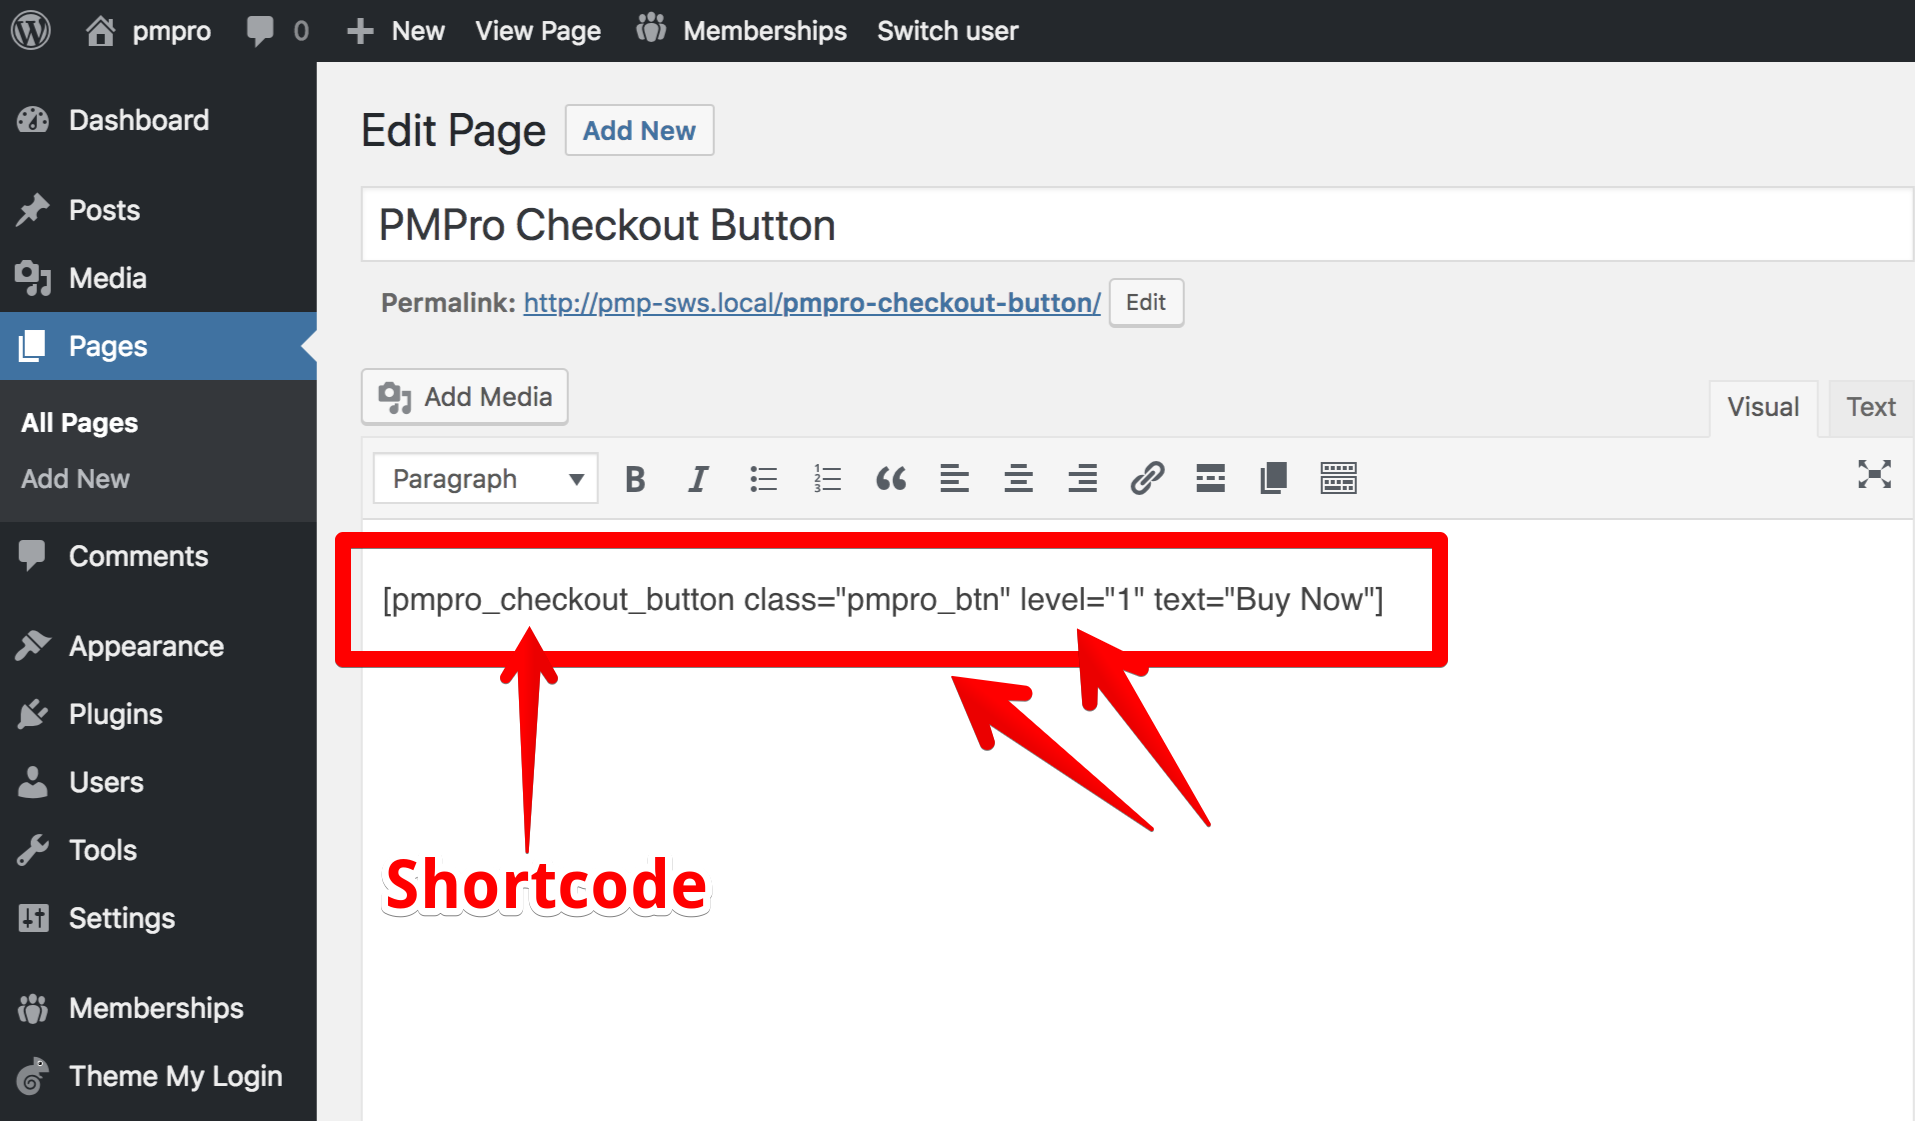 pmpro 0 New View Page Memberships Switch user
Dashboard
Posts
Media
Pages
All Pages
Add New
Comments
Appearance
Plugins
Users
Tools
Settings
Memberships
Theme My Login
Edit Page Add New
PMPro Checkout Button
Permalink: http://pmp-sws.local/pmpro-checkout-button/ Edit
Add Media
Visual Text
Paragraph
[pmpro_checkout_button class="pmpro_btn" level="1" text="Buy Now"]
Shortcode